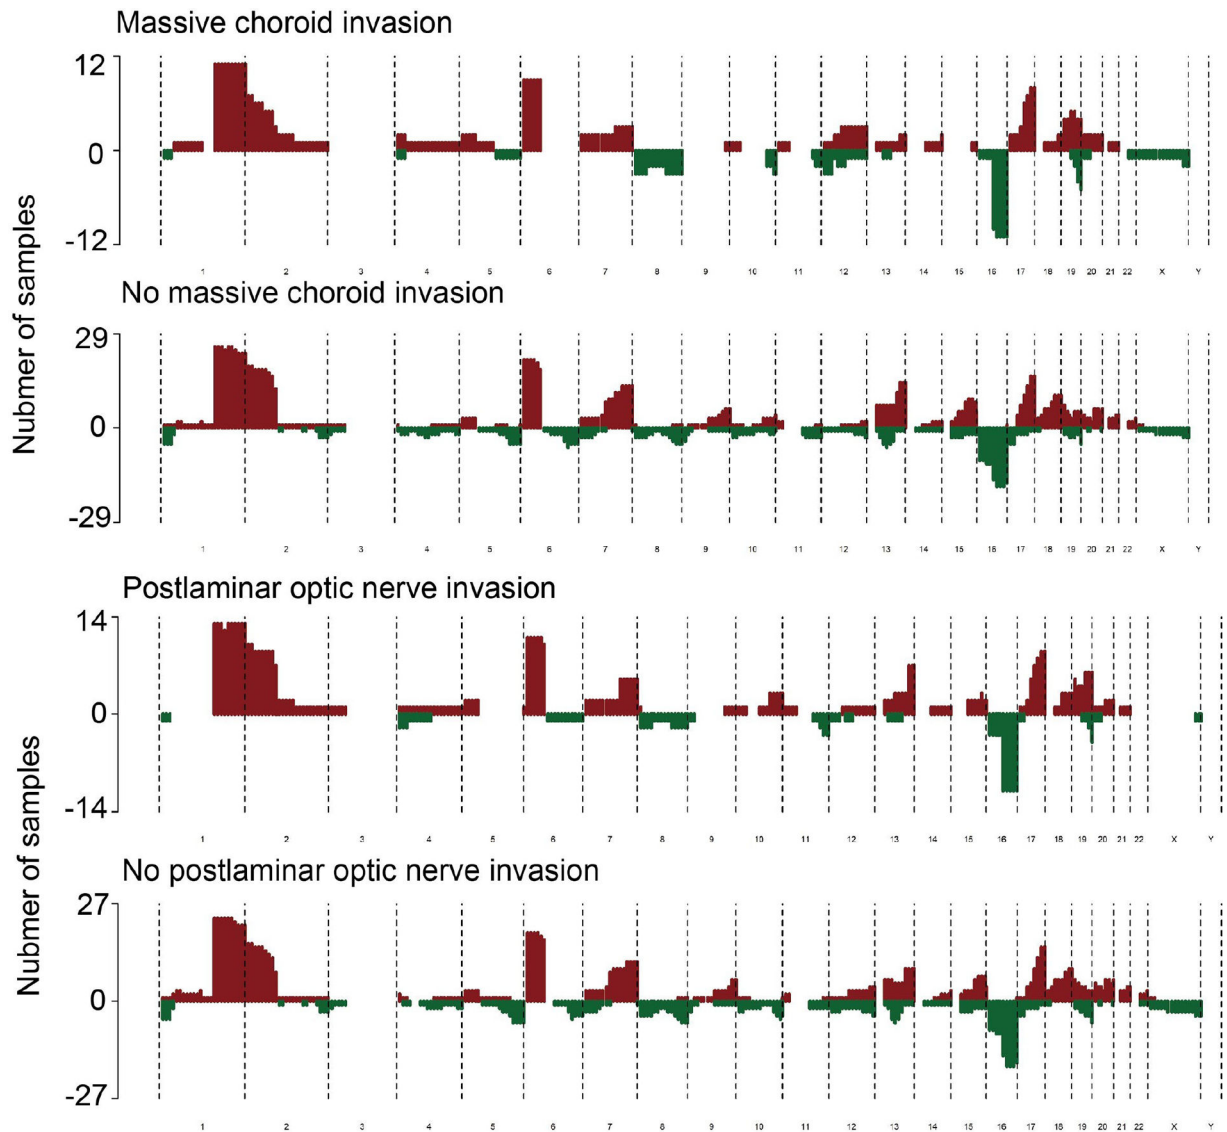 Massive choroid invasion
12
0
-12
1 2 3 4 5 6 7 8 9 10 11 12 13 14 15 16 17 18 19 20 21 22 X Y
No massive choroid invasion
Nubmer of samples
29
0
-29
1 2 3 4 5 6 7 8 9 10 11 12 13 14 15 16 17 18 19 20 21 22 X Y
Postlaminar optic nerve invasion
14
0
-14
1 2 3 4 5 6 7 8 9 10 11 12 13 14 15 16 17 18 19 20 21 22 X Y
No postlaminar optic nerve invasion
Nubmer of samples
27
0
-27
1 2 3 4 5 6 7 8 9 10 11 12 13 14 15 16 17 18 19 20 21 22 X Y